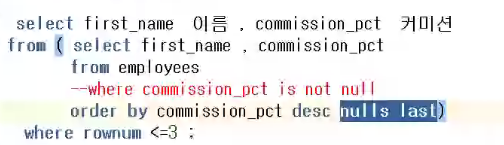 select first_name 이름 , commission_pct 커미션
from ( select first_name , commission_pct
from employees
--where commission_pct is not null
order by commission_pct desc nulls last)
where rownum <=3 ;